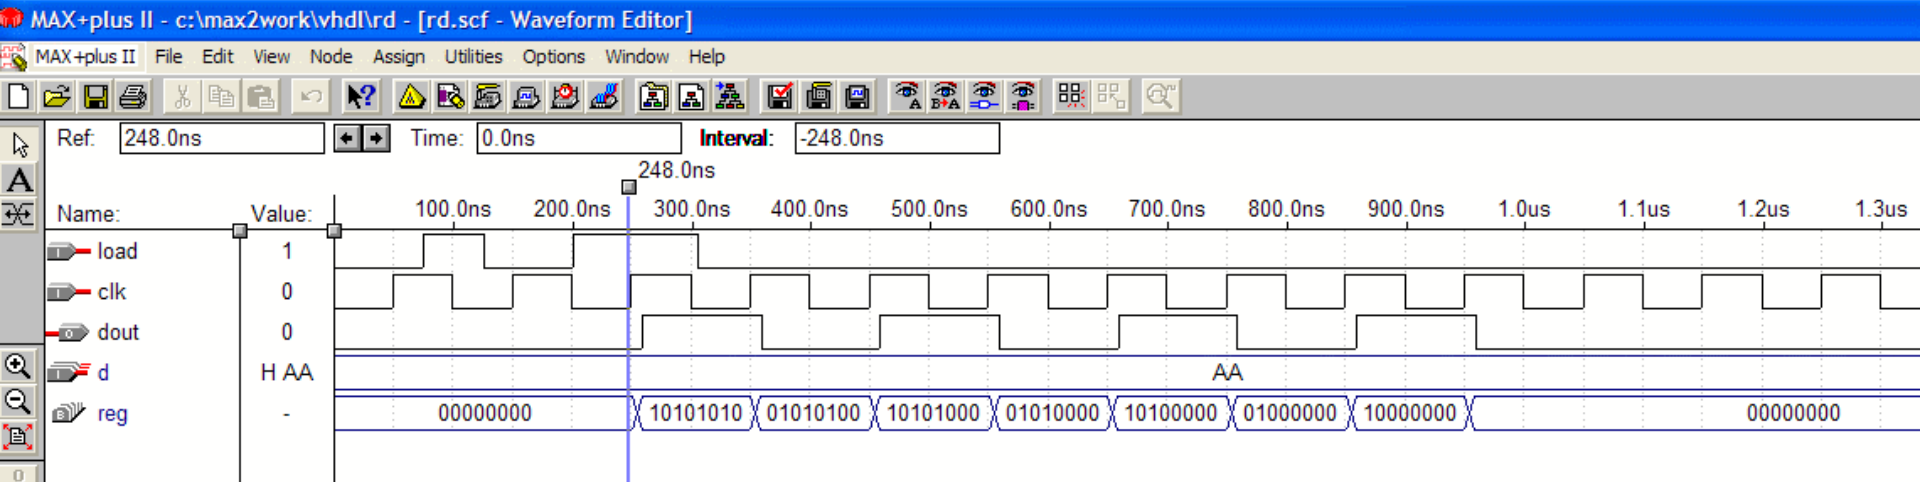 MAX+plus II - c:\max2work\vhdl\rd - [rd.scf - Waveform Editor]
MAX+plus II File Edit View Node Assign Utilities Options Window Help
Ref: 248.0ns Time: 0.0ns Interval: -248.0ns
248.0ns
Name: Value: 100.0ns 200.0ns 300.0ns 400.0ns 500.0ns 600.0ns 700.0ns 800.0ns 900.0ns 1.0us 1.1us 1.2us 1.3us
load 1
clk 0
dout 0
d H AA AA
reg - 00000000 10101010 01010100 10101000 01010000 10100000 01000000 10000000 00000000